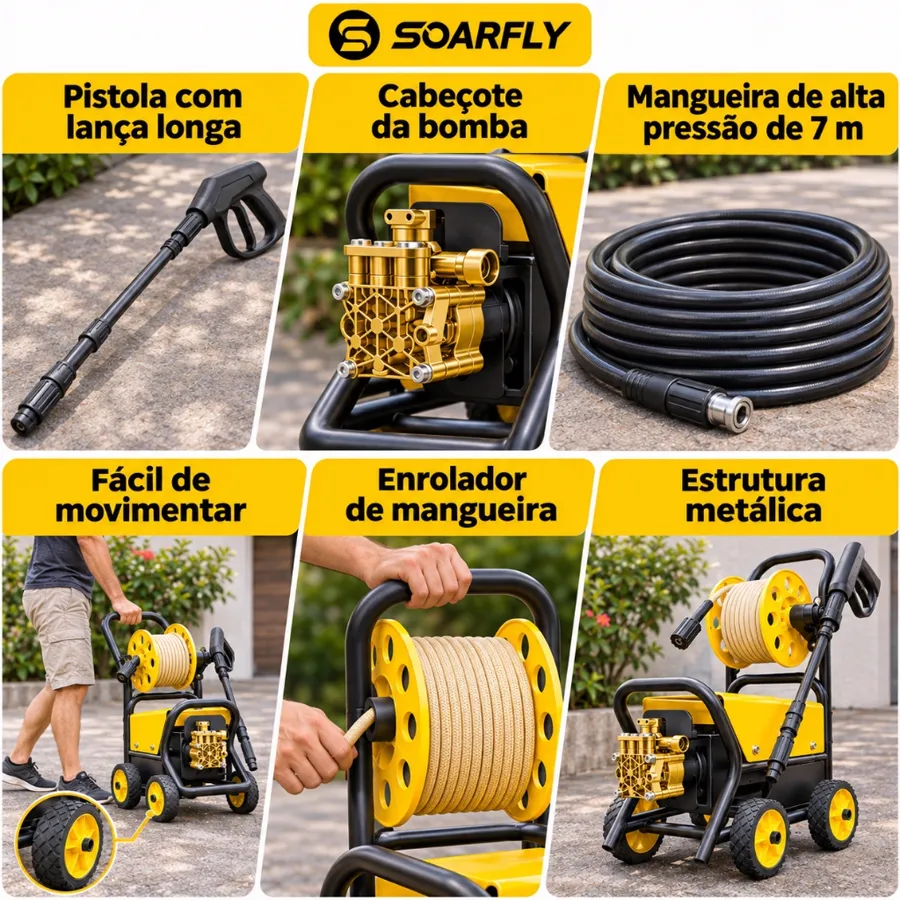 SOARFLY
Pistola com
lança longa
Cabeçote
da bomba
Mangueira de alta
pressão de 7 m
Fácil de
movimentar
Enrolador
de mangueira
Estrutura
metálica